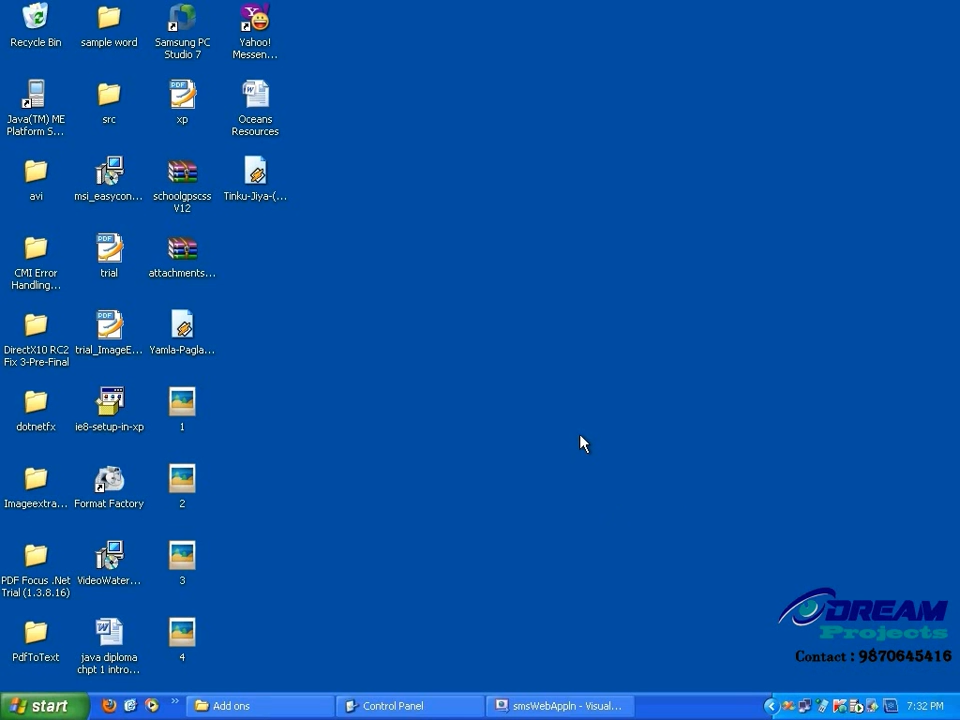 Recycle Bin
sample word
Samsung PC
Studio 7
Yahoo!
Messen...
Java(TM) ME
Platform S...
src
PDF
xp
Oceans
Resources
avi
msi_easycon...
schoolgpscss
V12
Tinku-Jiya-(...
CMI Error
Handling...
PDF
trial
attachments...
DirectX10 RC2
Fix 3-Pre-Final
PDF
trial_ImageE...
Yamla-Pagla...
dotnetfx
ie8-setup-in-xp
1
Imageextra...
Format Factory
2
PDF Focus .Net
Trial (1.3.8.16)
VideoWater...
3
PdfToText
java diploma
chpt 1 intro...
4
DREAM
Projects
Contact : 9870645416
start
Add ons
Control Panel
smsWebAppln - Visual...
7:32 PM